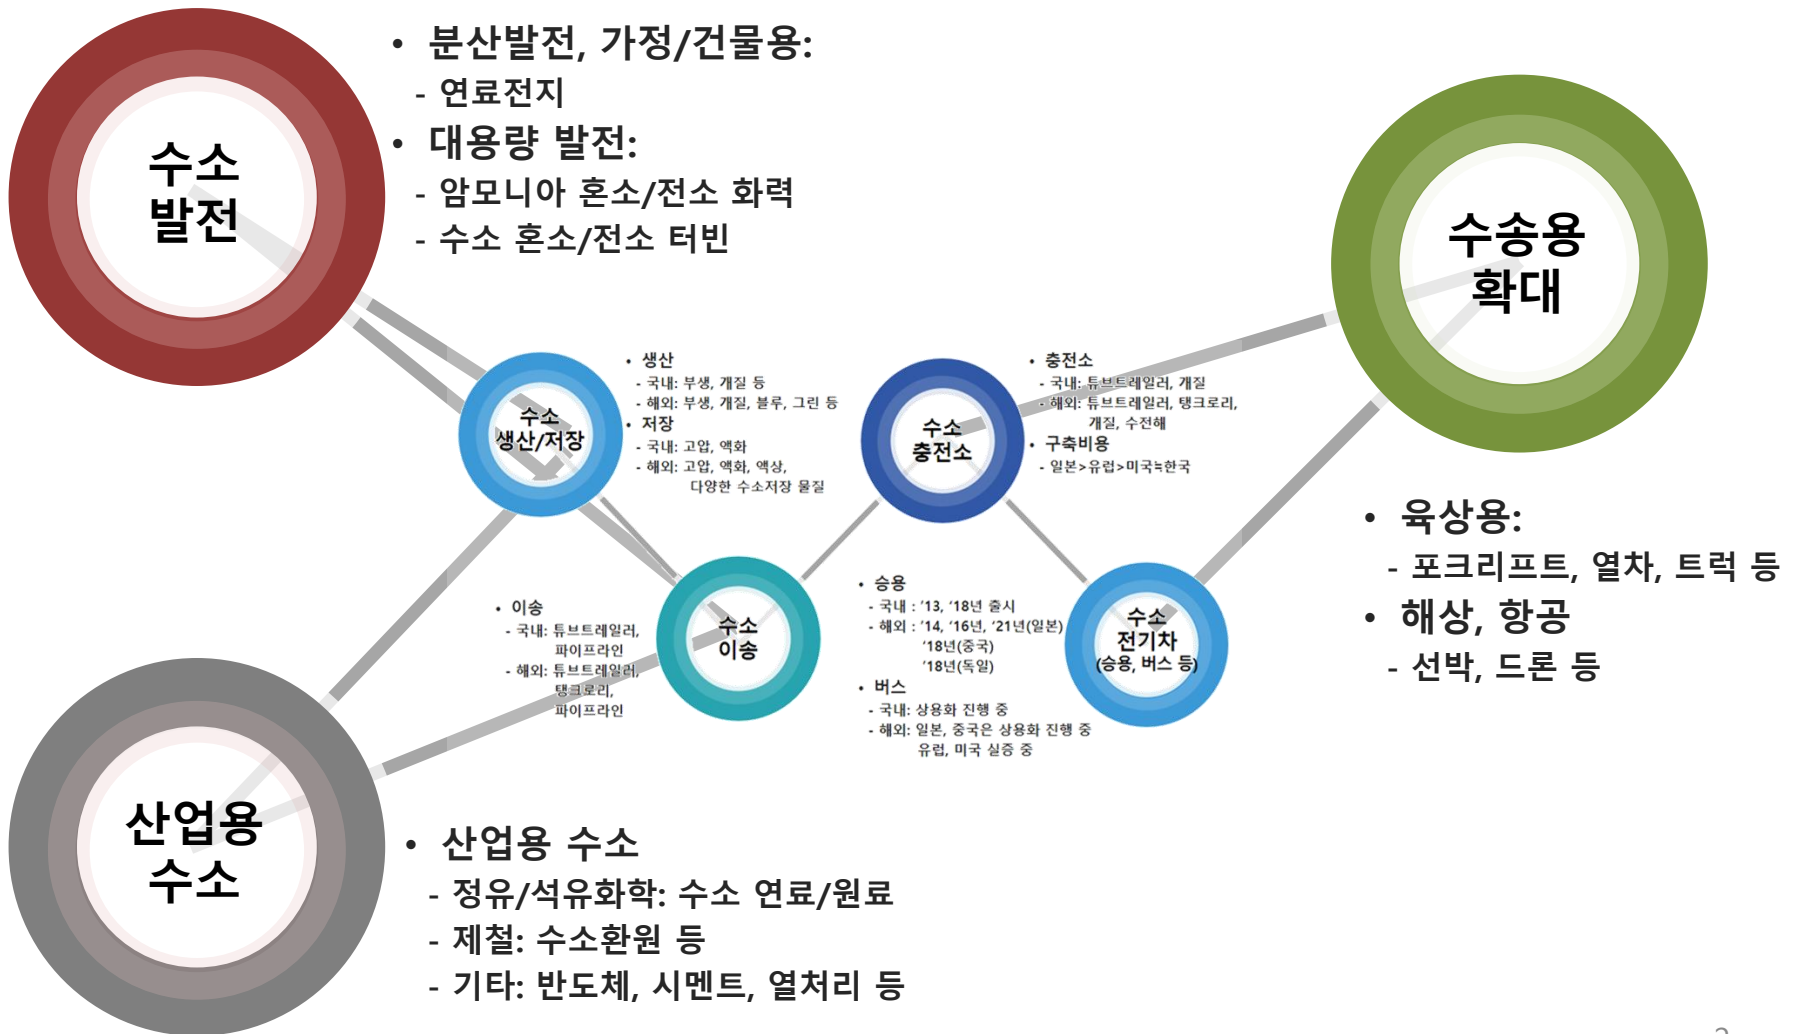 수소
발전
• 분산발전, 가정/건물용:
- 연료전지
• 대용량 발전:
- 암모니아 혼소/전소 화력
- 수소 혼소/전소 터빈
수송용
확대
• 육상용:
- 포크리프트, 열차, 트럭 등
• 해상, 항공
- 선박, 드론 등
수소
생산/저장
• 생산
- 국내: 부생, 개질 등
- 해외: 부생, 개질, 블루, 그린 등
• 저장
- 국내: 고압, 액화
- 해외: 고압, 액화, 액상,
다양한 수소저장 물질
수소
충전소
• 충전소
- 국내: 튜브트레일러, 개질
- 해외: 튜브트레일러, 탱크로리,
개질, 수전해
• 구축비용
- 일본>유럽>미국≒한국
• 이송
- 국내: 튜브트레일러,
파이프라인
- 해외: 튜브트레일러,
탱크로리,
파이프라인
수소
이송
• 승용
- 국내 : ’13, ‘18년 출시
- 해외 : ’14, ‘16년, ‘21년(일본)
‘18년(중국)
‘18년(독일)
• 버스
- 국내: 상용화 진행 중
- 해외: 일본, 중국은 상용화 진행 중
유럽, 미국 실증 중
수소
전기차
(승용, 버스 등)
산업용
수소
• 산업용 수소
- 정유/석유화학: 수소 연료/원료
- 제철: 수소환원 등
- 기타: 반도체, 시멘트, 열처리 등